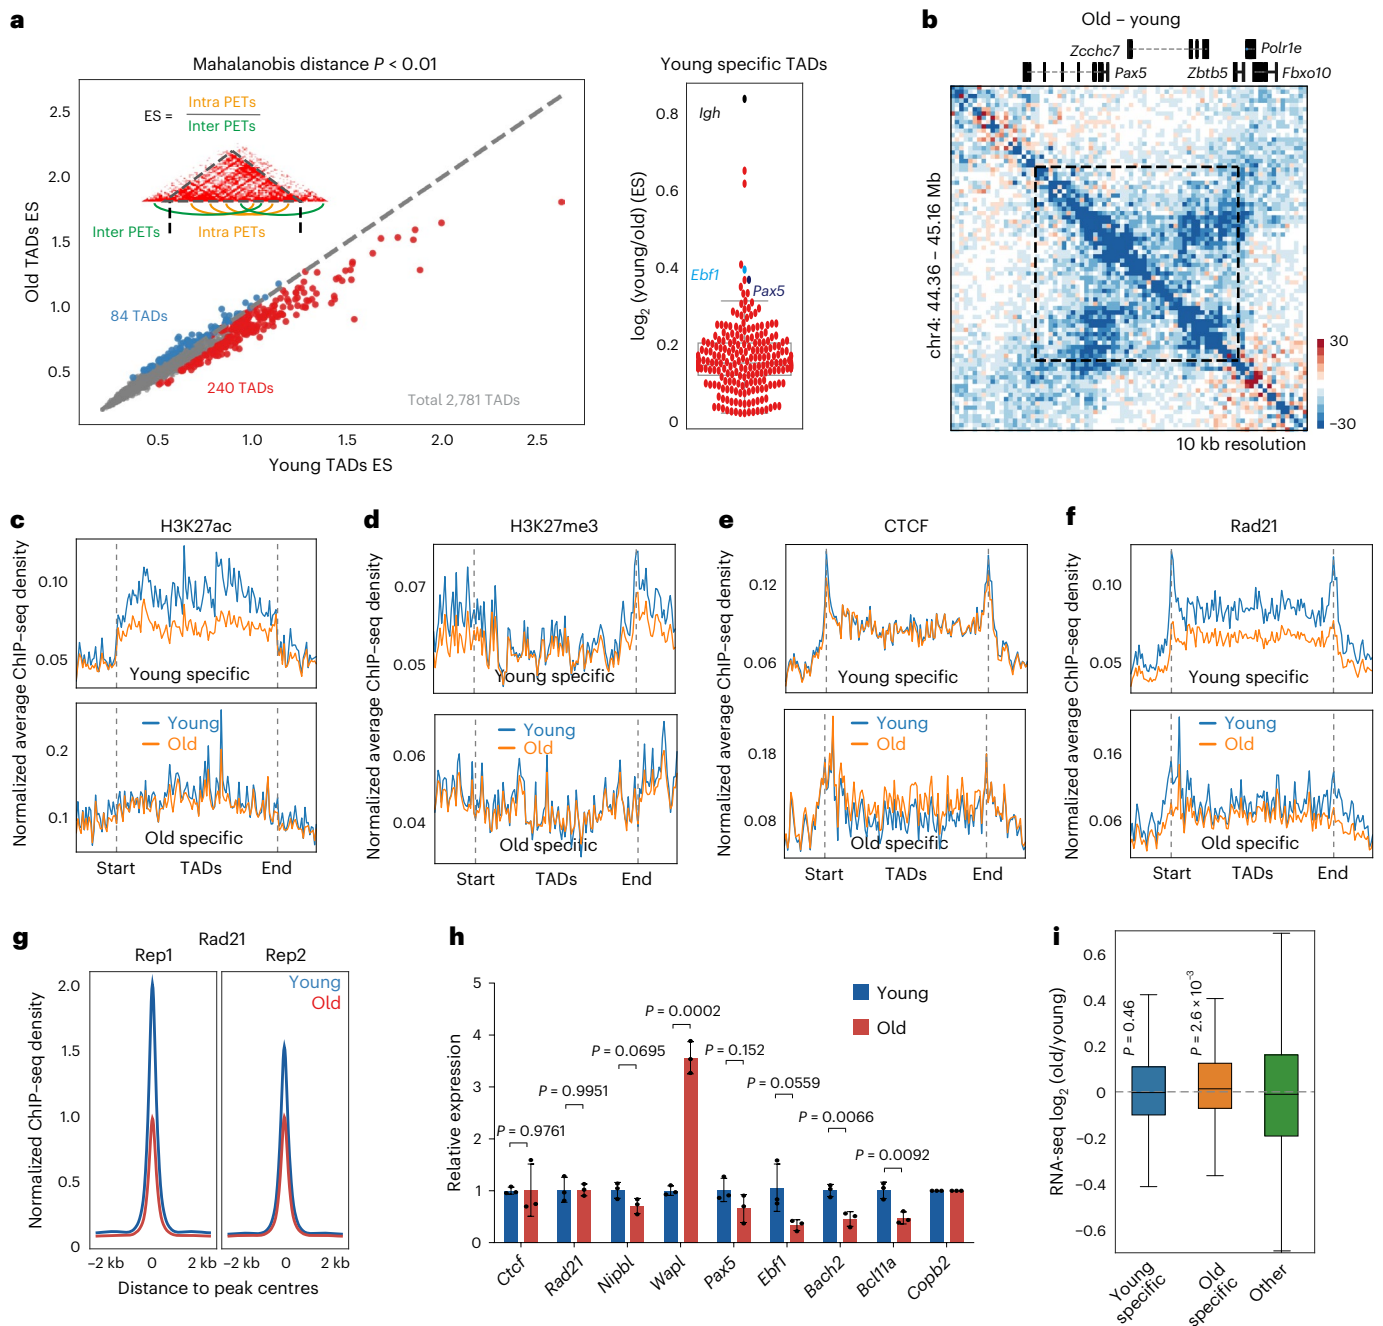 a
Mahalanobis distance P < 0.01
ES =
Intra PETs
Inter PETs
Inter PETs
Intra PETs
84 TADs
240 TADs
Total 2,781 TADs
Old TADs ES
2.5
2.0
1.5
1.0
0.5
0.5
1.0
1.5
2.0
2.5
Young TADs ES
Young specific TADs
log2 (young/old) (ES)
0.8
0.6
0.4
0.2
0
Igh
Ebf1
Pax5
b
Old – young
Zcchc7
Polr1e
Pax5
Zbtb5
Fbxo10
chr4: 44.36 – 45.16 Mb
30
–30
10 kb resolution
c
H3K27ac
Normalized average ChIP–seq density
0.10
0.05
Young specific
Young
Old
0.2
0.1
Old specific
Start
TADs
End
d
H3K27me3
Normalized average ChIP–seq density
0.07
0.05
Young specific
Young
Old
0.06
0.04
Old specific
Start
TADs
End
e
CTCF
Normalized average ChIP–seq density
0.12
0.06
Young specific
Young
Old
0.18
0.08
Old specific
Start
TADs
End
f
Rad21
Normalized average ChIP–seq density
0.10
0.05
Young specific
Young
Old
0.16
0.06
Old specific
Start
TADs
End
g
Rad21
Rep1
Rep2
Young
Old
Normalized ChIP–seq density
2.0
1.5
1.0
0.5
0
–2 kb
0
2 kb
–2 kb
0
2 kb
Distance to peak centres
h
Relative expression
5
4
3
2
1
0
Young
Old
P = 0.9761
P = 0.9951
P = 0.0695
P = 0.0002
P = 0.152
P = 0.0559
P = 0.0066
P = 0.0092
Ctcf
Rad21
Nipbl
Wapl
Pax5
Ebf1
Bach2
Bcl11a
Copb2
i
RNA-seq log2 (old/young)
0.6
0.4
0.2
0
–0.2
–0.4
–0.6
P = 0.46
P = 2.6 × 10⁻³
Young
specific
Old
specific
Other